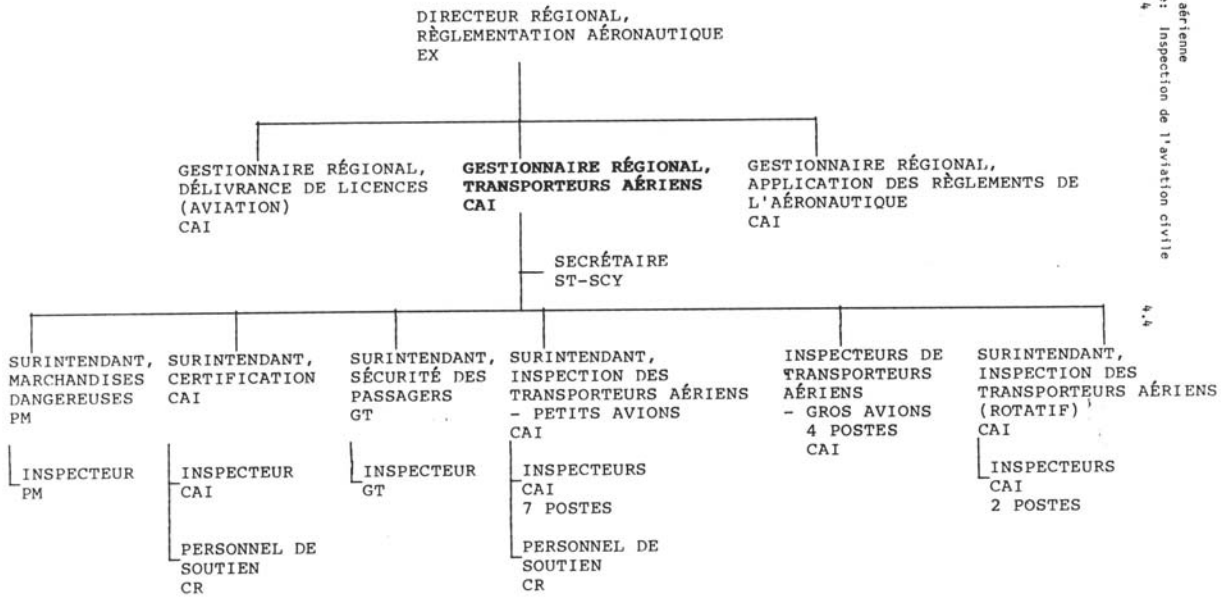 DIRECTEUR RÉGIONAL,
RÈGLEMENTATION AÉRONAUTIQUE
EX
GESTIONNAIRE RÉGIONAL,
DÉLIVRANCE DE LICENCES
(AVIATION)
CAI
GESTIONNAIRE RÉGIONAL,
TRANSPORTEURS AÉRIENS
CAI
GESTIONNAIRE RÉGIONAL,
APPLICATION DES RÈGLEMENTS DE
L'AÉRONAUTIQUE
CAI
SECRÉTAIRE
ST-SCY
SURINTENDANT,
MARCHANDISES
DANGEREUSES
PM
INSPECTEUR
PM
SURINTENDANT,
CERTIFICATION
CAI
INSPECTEUR
CAI
PERSONNEL DE
SOUTIEN
CR
SURINTENDANT,
SÉCURITÉ DES
PASSAGERS
GT
INSPECTEUR
GT
SURINTENDANT,
INSPECTION DES
TRANSPORTEURS AÉRIENS
- PETITS AVIONS
CAI
INSPECTEURS
CAI
7 POSTES
PERSONNEL DE
SOUTIEN
CR
INSPECTEURS DE
TRANSPORTEURS
AÉRIENS
- GROS AVIONS
4 POSTES
CAI
SURINTENDANT,
INSPECTION DES
TRANSPORTEURS AÉRIENS
(ROTATIF)
CAI
INSPECTEURS
CAI
2 POSTES
aérienne
: Inspection de l'aviation civile
4
4.4